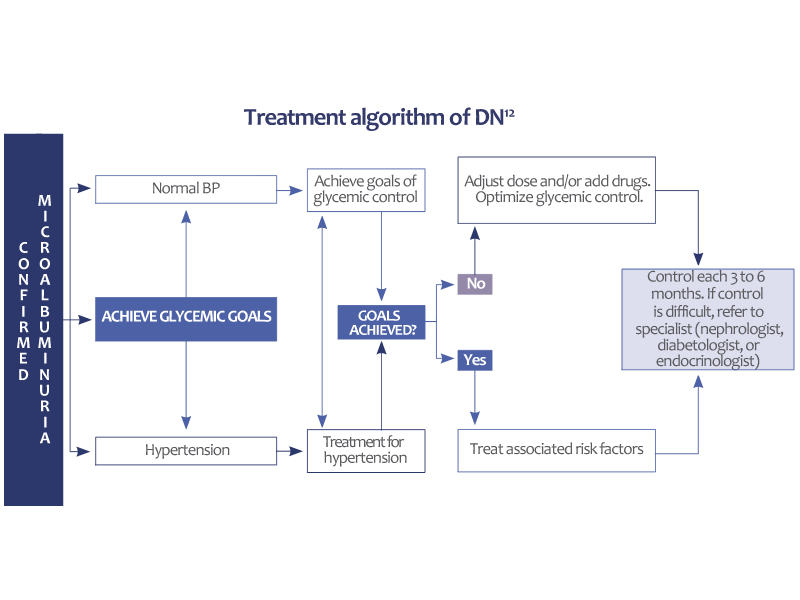 Treatment algorithm of DN12
CONFIRMED
MICROALBUMINURIA
Normal BP
ACHIEVE GLYCEMIC GOALS
Hypertension
Achieve goals of
glycemic control
GOALS
ACHIEVED?
Treatment for
hypertension
Adjust dose and/or add drugs.
Optimize glycemic control.
No
Yes
Treat associated risk factors
Control each 3 to 6
months. If control
is difficult, refer to
specialist (nephrologist,
diabetologist, or
endocrinologist)